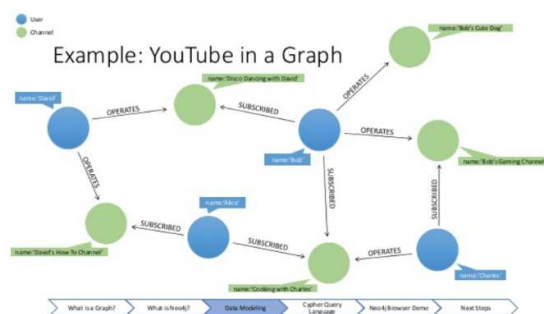 User
Channel
Example: YouTube in a Graph
name:'Bob's Cute Dog'
name:'Disco Dancing with David'
name:'David'
OPERATES
SUBSCRIBED
OPERATES
OPERATES
name:'Bob'
name:'Bob's Gaming Channel'
OPERATES
SUBSCRIBED
SUBSCRIBED
name:'Alice'
SUBSCRIBED
SUBSCRIBED
OPERATES
name:'David's How To Channel'
name:'Cooking with Charles'
name:'Charles'
What is a Graph?
What is Neo4j?
Data Modeling
Cypher Query
Language
Neo4j Browser Demo
Next Steps